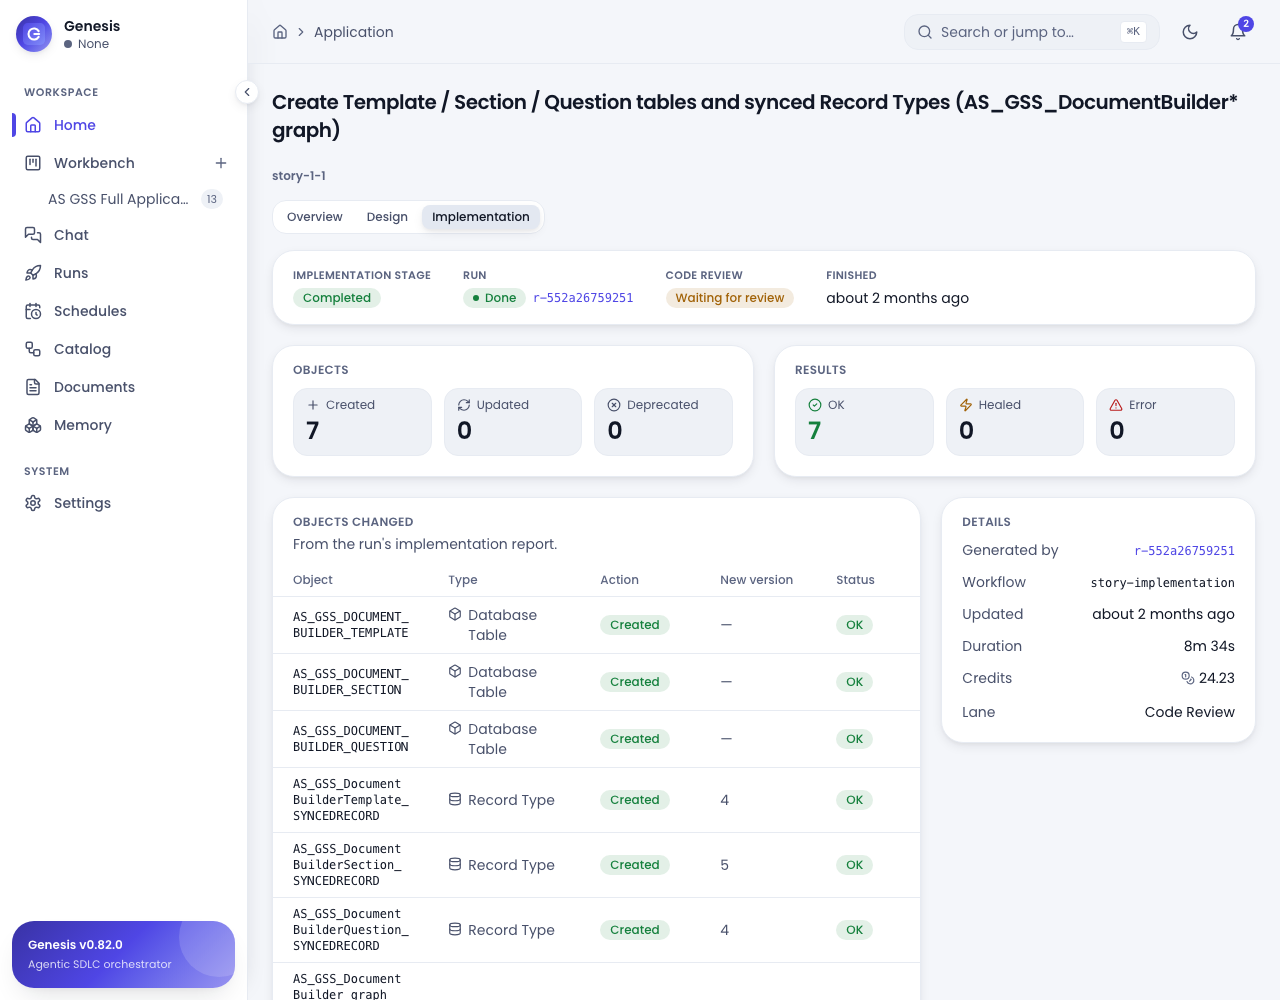 Genesis
None
WORKSPACE
Home
Workbench
AS GSS Full Applica... 13
Chat
Runs
Schedules
Catalog
Documents
Memory
SYSTEM
Settings
Genesis v0.82.0
Agentic SDLC orchestrator
Application
Search or jump to... ⌘K
2
Create Template / Section / Question tables and synced Record Types (AS_GSS_DocumentBuilder*
graph)
story-1-1
Overview Design Implementation
IMPLEMENTATION STAGE RUN CODE REVIEW FINISHED
Completed Done r-552a26759251 Waiting for review about 2 months ago
OBJECTS
Created Updated Deprecated
7 0 0
RESULTS
OK Healed Error
7 0 0
OBJECTS CHANGED
From the run's implementation report.
Object Type Action New version Status
AS_GSS_DOCUMENT_
BUILDER_TEMPLATE
Database
Table
Created — OK
AS_GSS_DOCUMENT_
BUILDER_SECTION
Database
Table
Created — OK
AS_GSS_DOCUMENT_
BUILDER_QUESTION
Database
Table
Created — OK
AS_GSS_Document
BuilderTemplate_
SYNCEDRECORD
Record Type Created 4 OK
AS_GSS_Document
BuilderSection_
SYNCEDRECORD
Record Type Created 5 OK
AS_GSS_Document
BuilderQuestion_
SYNCEDRECORD
Record Type Created 4 OK
AS_GSS_Document
Builder graph
DETAILS
Generated by r-552a26759251
Workflow story-implementation
Updated about 2 months ago
Duration 8m 34s
Credits 24.23
Lane Code Review